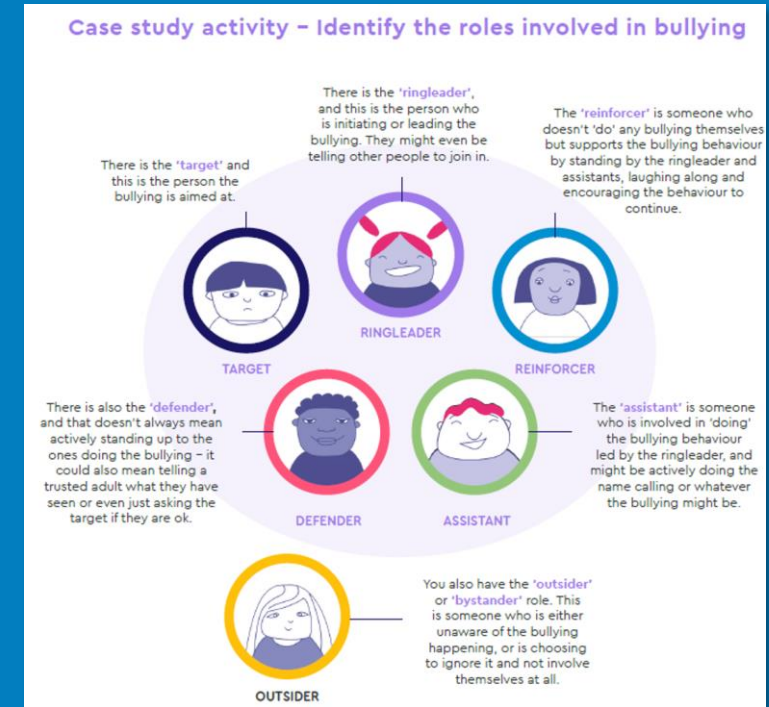 Case study activity – Identify the roles involved in bullying
There is the 'ringleader',
and this is the person who
is initiating or leading the
bullying. They might even be
telling other people to join in.
The 'reinforcer' is someone who
doesn't 'do' any bullying themselves
but supports the bullying behaviour
by standing by the ringleader and
assistants, laughing along and
encouraging the behaviour to
continue.
There is the 'target' and
this is the person the
bullying is aimed at.
RINGLEADER
TARGET
REINFORCER
There is also the 'defender',
and that doesn't always mean
actively standing up to the
ones doing the bullying – it
could also mean telling a
trusted adult what they have
seen or even just asking the
target if they are ok.
The 'assistant' is someone
who is involved in 'doing'
the bullying behaviour
led by the ringleader, and
might be actively doing the
name calling or whatever
the bullying might be.
DEFENDER
ASSISTANT
You also have the 'outsider'
or 'bystander' role. This
is someone who is either
unaware of the bullying
happening, or is choosing
to ignore it and not involve
themselves at all.
OUTSIDER